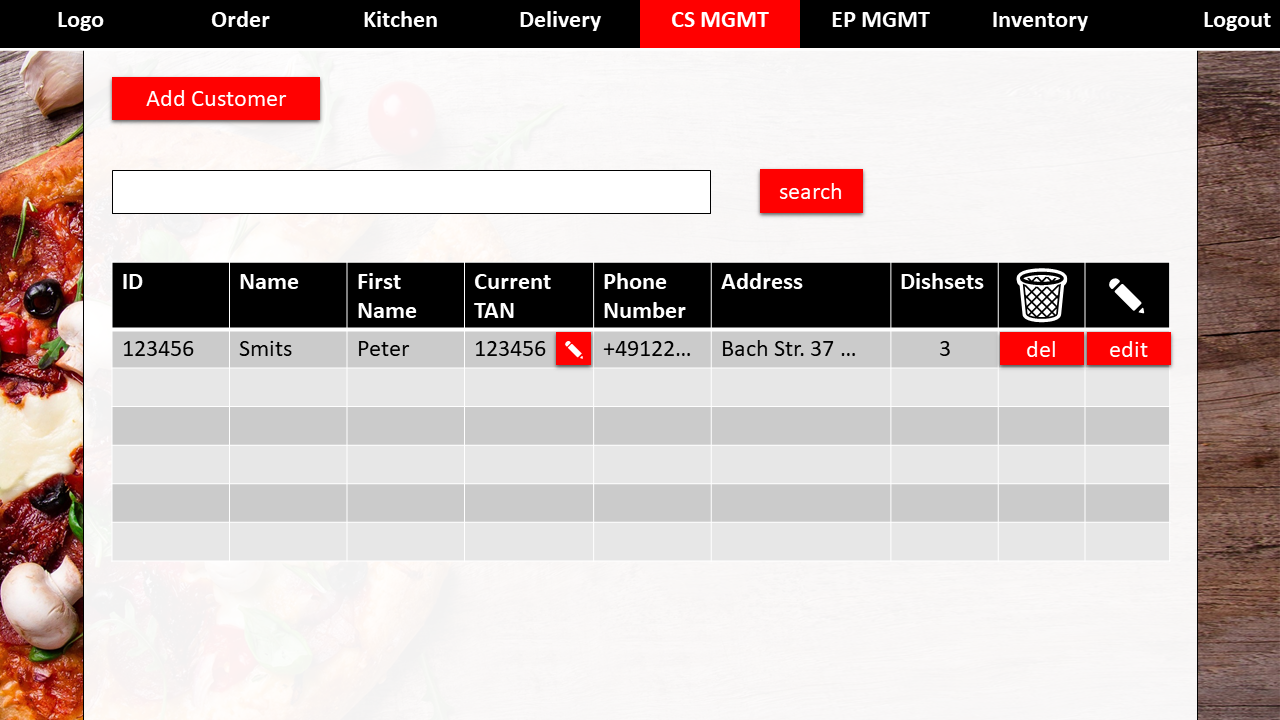 Logo Order Kitchen Delivery CS MGMT EP MGMT Inventory Logout
Add Customer
search
ID Name First Name Current TAN Phone Number Address Dishsets
123456 Smits Peter 123456 +49122... Bach Str. 37 ... 3 del edit